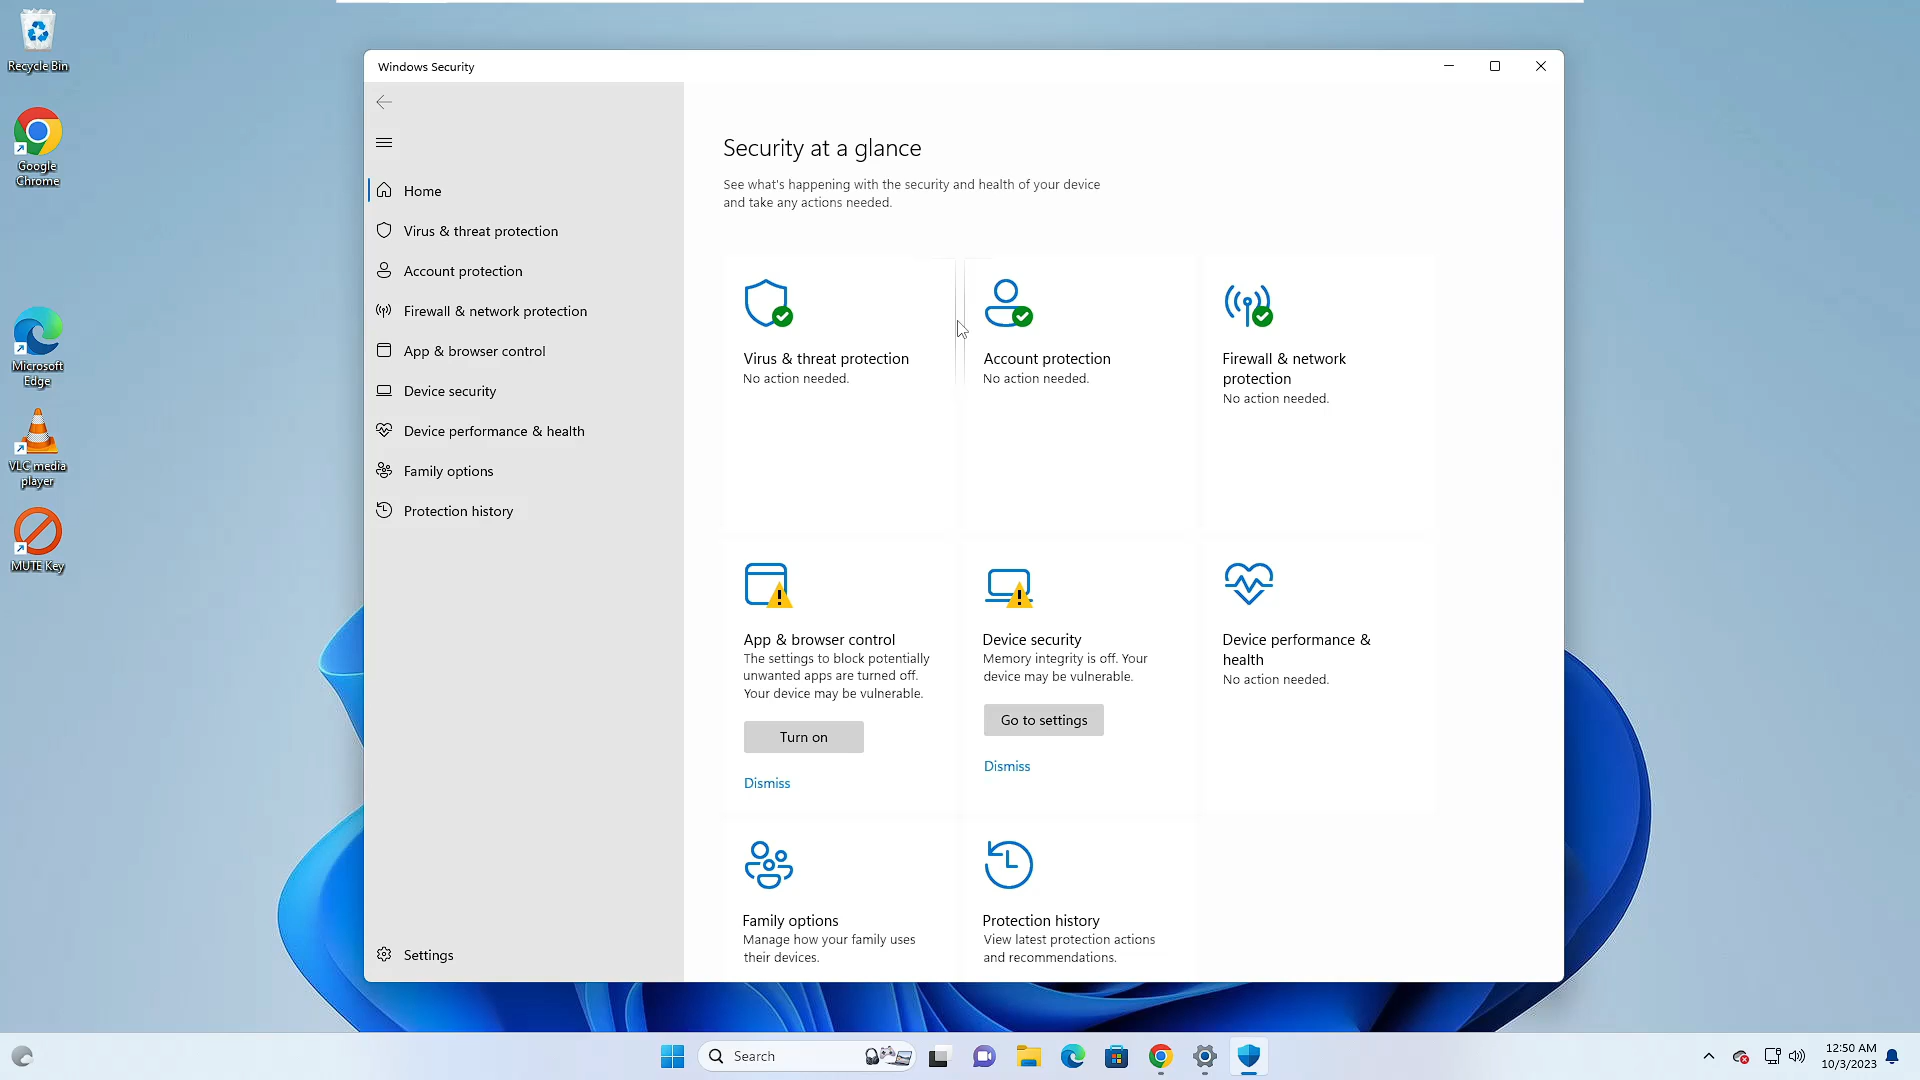 Recycle Bin
Google
Chrome
Microsoft
Edge
VLC media
player
MUTE Key
Windows Security
Home
Virus & threat protection
Account protection
Firewall & network protection
App & browser control
Device security
Device performance & health
Family options
Protection history
Settings
Security at a glance
See what's happening with the security and health of your device
and take any actions needed.
Virus & threat protection
No action needed.
Account protection
No action needed.
Firewall & network
protection
No action needed.
App & browser control
The settings to block potentially
unwanted apps are turned off.
Your device may be vulnerable.
Turn on
Dismiss
Device security
Memory integrity is off. Your
device may be vulnerable.
Go to settings
Dismiss
Device performance &
health
No action needed.
Family options
Manage how your family uses
their devices.
Protection history
View latest protection actions
and recommendations.
Search
12:50 AM
10/3/2023